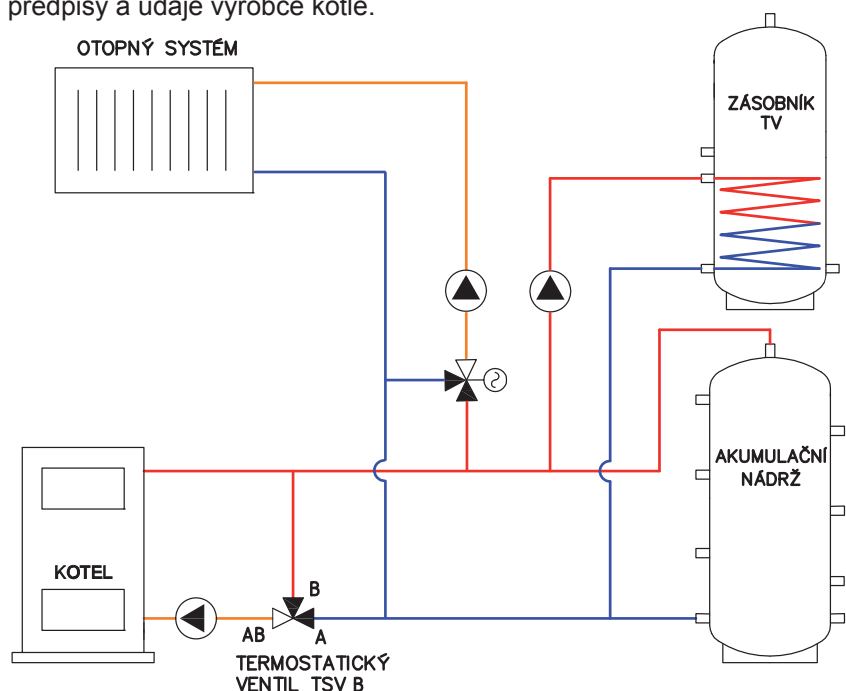 předpisy a údaje výrobce kotle.
OTOPNÝ SYSTÉM
ZÁSOBNÍK
TV
AKUMULAČNÍ
NÁDRŽ
KOTEL
B
AB
A
TERMOSTATICKÝ
VENTIL TSV B